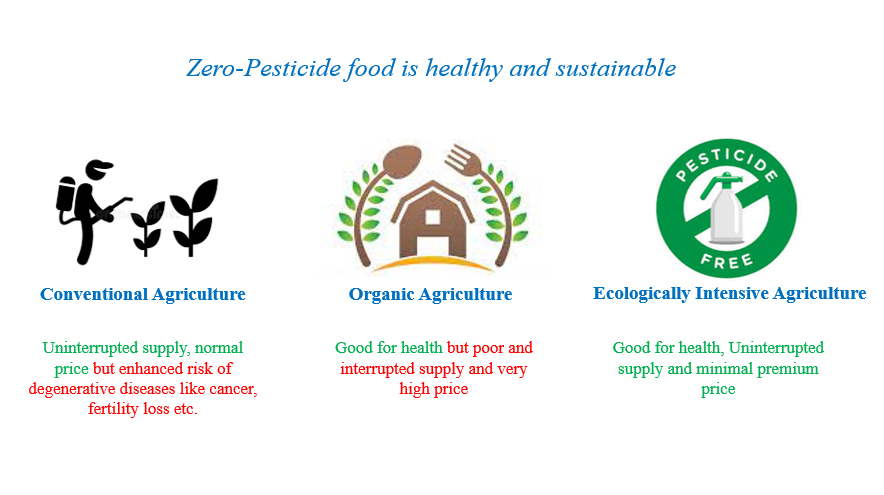 Zero-Pesticide food is healthy and sustainable
PESTICIDE
FREE
Conventional Agriculture
Organic Agriculture
Ecologically Intensive Agriculture
Uninterrupted supply, normal
price but enhanced risk of
degenerative diseases like cancer,
fertility loss etc.
Good for health but poor and
interrupted supply and very
high price
Good for health, Uninterrupted
supply and minimal premium
price